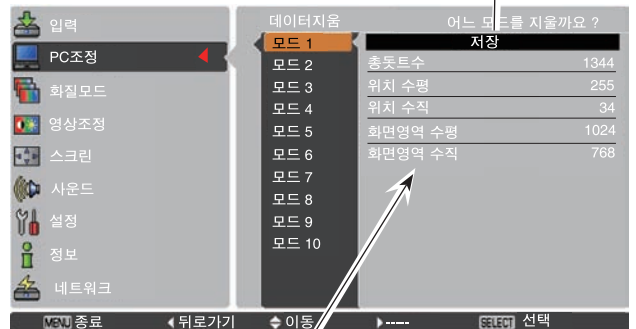 입력
PC조정
화질모드
영상조정
스크린
사운드
설정
정보
네트워크
데이터지움
모드 1
모드 2
모드 3
모드 4
모드 5
모드 6
모드 7
모드 8
모드 9
모드 10
어느 모드를 지울까요 ?
저장
총돗트수 1344
위치 수평 255
위치 수직 34
화면영역 수평 1024
화면영역 수직 768
MENU 종료 뒤로가기 이동 ----- SELECT 선택